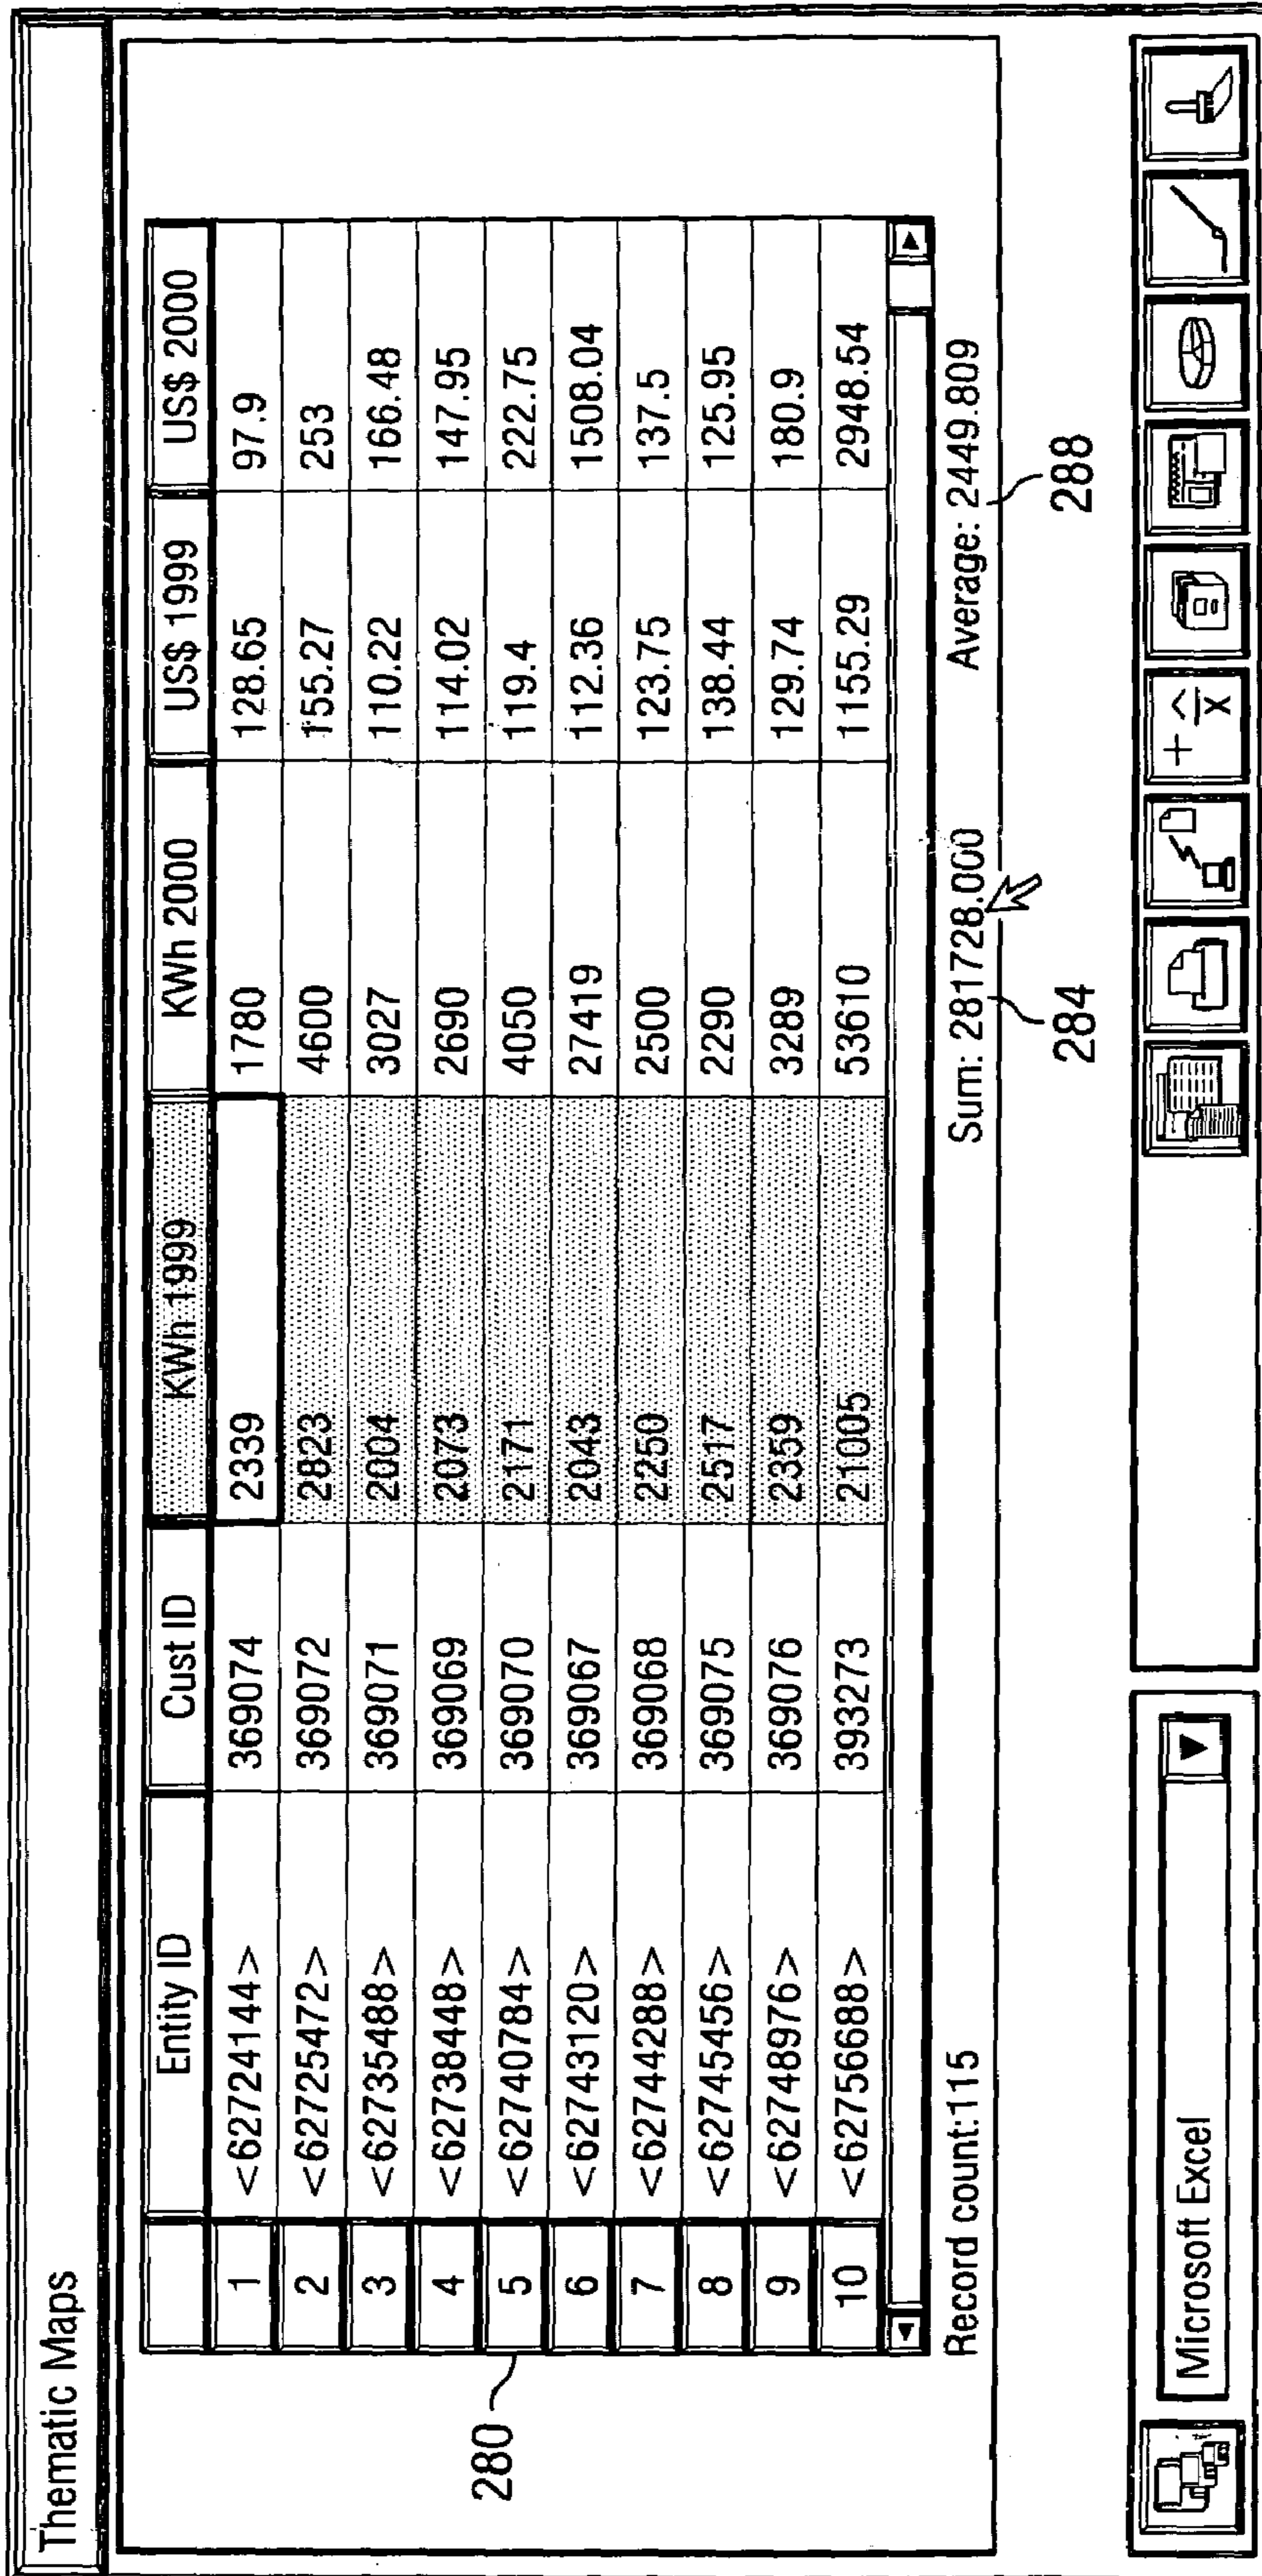 Thematic Maps
Entity ID Cust ID KWh 1999 KWh 2000 US$ 1999 US$ 2000
1 <62724144> 369074 2339 1780 128.65 97.9
2 <62725472> 369072 2823 4600 155.27 253
3 <62735488> 369071 2004 3027 110.22 166.48
4 <62738448> 369069 2073 2690 114.02 147.95
5 <62740784> 369070 2171 4050 119.4 222.75
6 <62743120> 369067 2043 27419 112.36 1508.04
7 <62744288> 369068 2250 2500 123.75 137.5
8 <62745456> 369075 2517 2290 138.44 125.95
9 <62748976> 369076 2359 3289 129.74 180.9
10 <62756688> 393273 21005 53610 1155.29 2948.54
280
Record count:115 Sum: 281728.000 Average: 2449.809
284 288
Microsoft Excel
+ ^ X